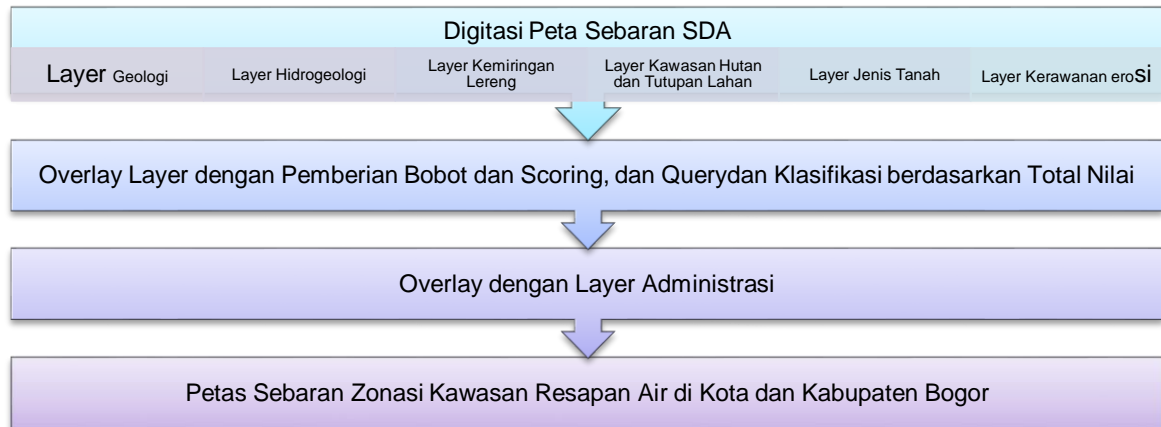 Digitasi Peta Sebaran SDA
Layer Geologi
Layer Hidrogeologi
Layer Kemiringan
Lereng
Layer Kawasan Hutan
dan Tutupan Lahan
Layer Jenis Tanah
Layer Kerawanan erosi
Overlay Layer dengan Pemberian Bobot dan Scoring, dan Querydan Klasifikasi berdasarkan Total Nilai
Overlay dengan Layer Administrasi
Petas Sebaran Zonasi Kawasan Resapan Air di Kota dan Kabupaten Bogor